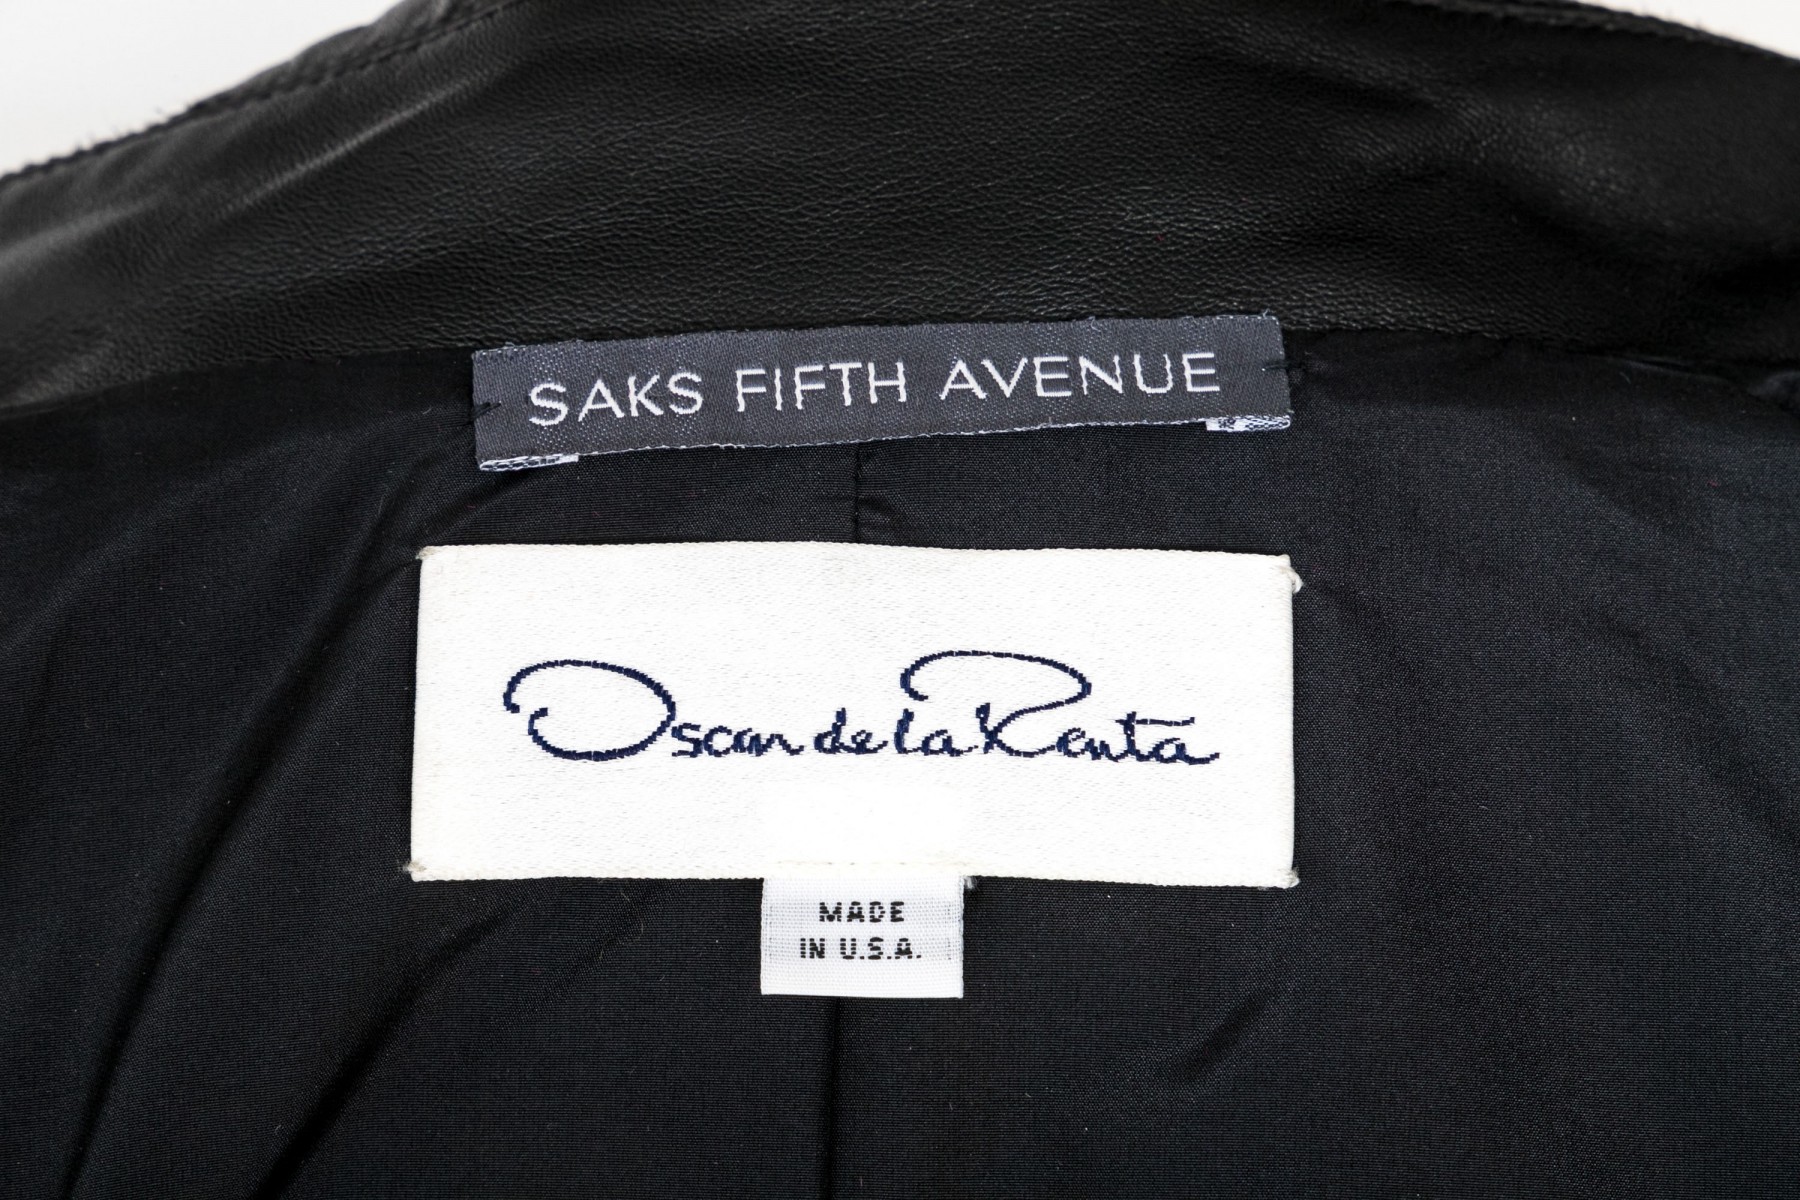 SAKS FIFTH AVENUE
Oscar de la Renta
MADE
IN U.S.A.